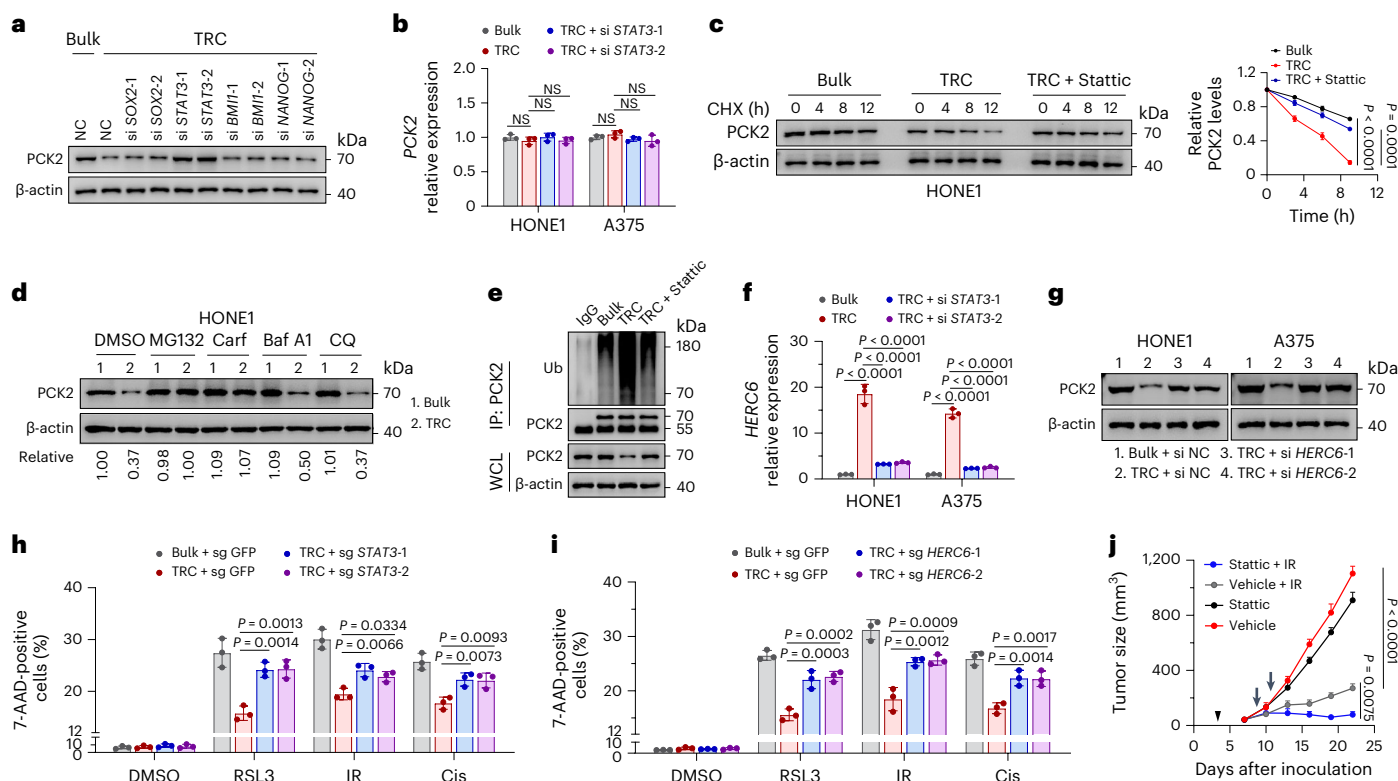 a
Bulk
TRC
NC
NC
si SOX2-1
si SOX2-2
si STAT3-1
si STAT3-2
si BMI1-1
si BMI1-2
si NANOG-1
si NANOG-2
kDa
PCK2
70
β-actin
40
b
Bulk
TRC
TRC + si STAT3-1
TRC + si STAT3-2
PCK2
relative expression
2.0
1.5
1.0
0.5
0
NS
NS
NS
NS
NS
NS
HONE1
A375
c
Bulk
TRC
TRC + Stattic
CHX (h)
0 4 8 12
0 4 8 12
0 4 8 12
kDa
PCK2
70
β-actin
40
HONE1
Bulk
TRC
TRC + Stattic
Relative
PCK2 levels
1.2
0.8
0.4
0
0 4 8 12
Time (h)
P < 0.0001
P = 0.0001
d
HONE1
DMSO MG132 Carf Baf A1 CQ
1 2 1 2 1 2 1 2 1 2
kDa
PCK2
70
β-actin
40
1. Bulk
2. TRC
Relative
1.00 0.37 0.98 1.00 1.09 1.07 1.09 0.50 1.01 0.37
e
IgG
Bulk
TRC
TRC + Stattic
kDa
IP: PCK2
Ub
180
70
PCK2
70
55
WCL
PCK2
70
β-actin
40
f
Bulk
TRC
TRC + si STAT3-1
TRC + si STAT3-2
HERC6
relative expression
30
20
10
0
P < 0.0001
P < 0.0001
P < 0.0001
P < 0.0001
P < 0.0001
P < 0.0001
HONE1
A375
g
HONE1
A375
1 2 3 4
1 2 3 4
kDa
PCK2
70
β-actin
40
1. Bulk + si NC 3. TRC + si HERC6-1
2. TRC + si NC 4. TRC + si HERC6-2
h
Bulk + sg GFP
TRC + sg GFP
TRC + sg STAT3-1
TRC + sg STAT3-2
7-AAD-positive
cells (%)
40
30
20
12
10
0
P = 0.0013
P = 0.0014
P = 0.0334
P = 0.0066
P = 0.0093
P = 0.0073
DMSO
RSL3
IR
Cis
i
Bulk + sg GFP
TRC + sg GFP
TRC + sg HERC6-1
TRC + sg HERC6-2
7-AAD-positive
cells (%)
40
30
20
12
10
0
P = 0.0002
P = 0.0003
P = 0.0009
P = 0.0012
P = 0.0017
P = 0.0014
DMSO
RSL3
IR
Cis
j
Stattic + IR
Vehicle + IR
Stattic
Vehicle
Tumor size (mm³)
1,200
800
400
0
0 5 10 15 20 25
Days after inoculation
P < 0.0001
P = 0.0075